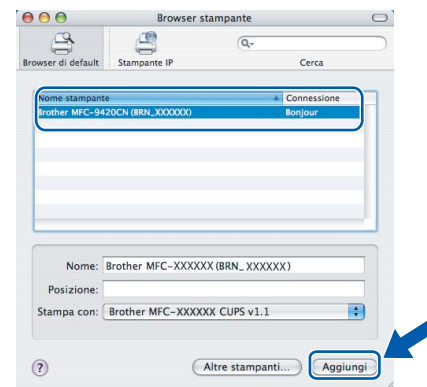 Browser stampante
Browser di default
Stampante IP
Cerca
Nome stampante
Connessione
Brother MFC-9420CN (BRN_XXXXXX)
Bonjour
Nome: Brother MFC-XXXXXX (BRN_ XXXXXX)
Posizione:
Stampa con: Brother MFC-XXXXXX CUPS v1.1
?
Altre stampanti...
Aggiungi